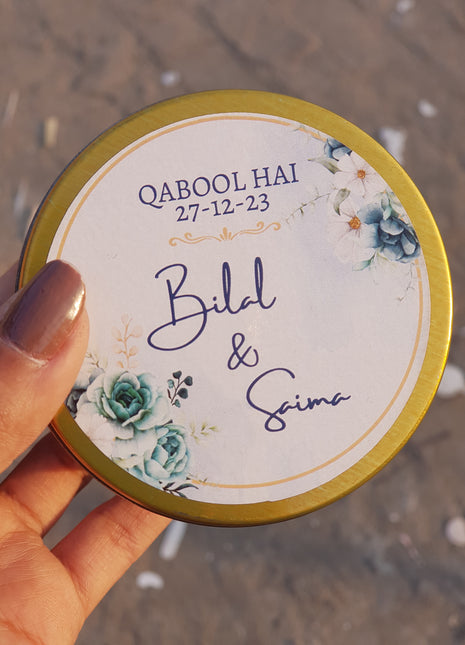 QABOOL HAI
27-12-23
Bilal
&
Saima